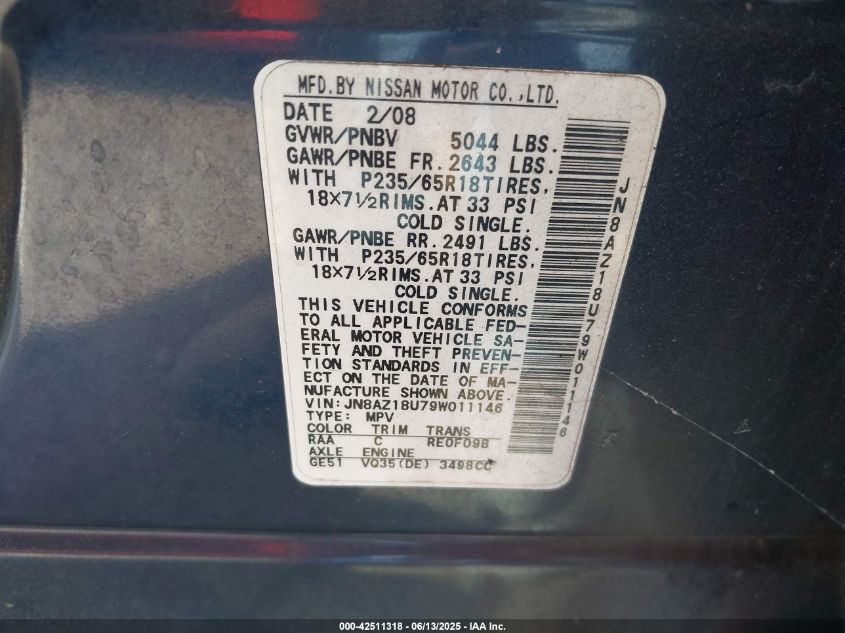 MFD.BY NISSAN MOTOR CO.,LTD.
DATE 2/08
GVWR/PNBV 5044 LBS.
GAWR/PNBE FR. 2643 LBS.
WITH P235/65R18TIRES,
18×7½RIMS.AT 33 PSI
COLD SINGLE.
GAWR/PNBE RR. 2491 LBS.
WITH P235/65R18TIRES,
18×7½RIMS.AT 33 PSI
COLD SINGLE.
THIS VEHICLE CONFORMS
TO ALL APPLICABLE FED-
ERAL MOTOR VEHICLE SA-
FETY AND THEFT PREVEN-
TION STANDARDS IN EFF-
ECT ON THE DATE OF MA-
NUFACTURE SHOWN ABOVE.
VIN: JN8AZ18U79W011146
TYPE: MPV
COLOR TRIM TRANS
RAA C RE0F09B
AXLE ENGINE
GE51 VQ35(DE) 3498CC
JN8AZ18U79W011146
000-42511318 - 06/13/2025 - IAA Inc.